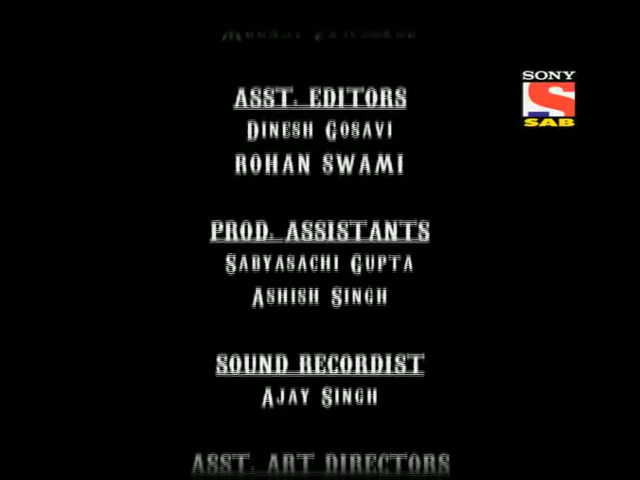 ASST. EDITORS
DINESH GOSAVI
ROHAN SWAMI
PROD. ASSISTANTS
SABYASACHI GUPTA
ASHISH SINGH
SOUND RECORDIST
AJAY SINGH
ASST. ART DIRECTORS
SONY
S
SAB